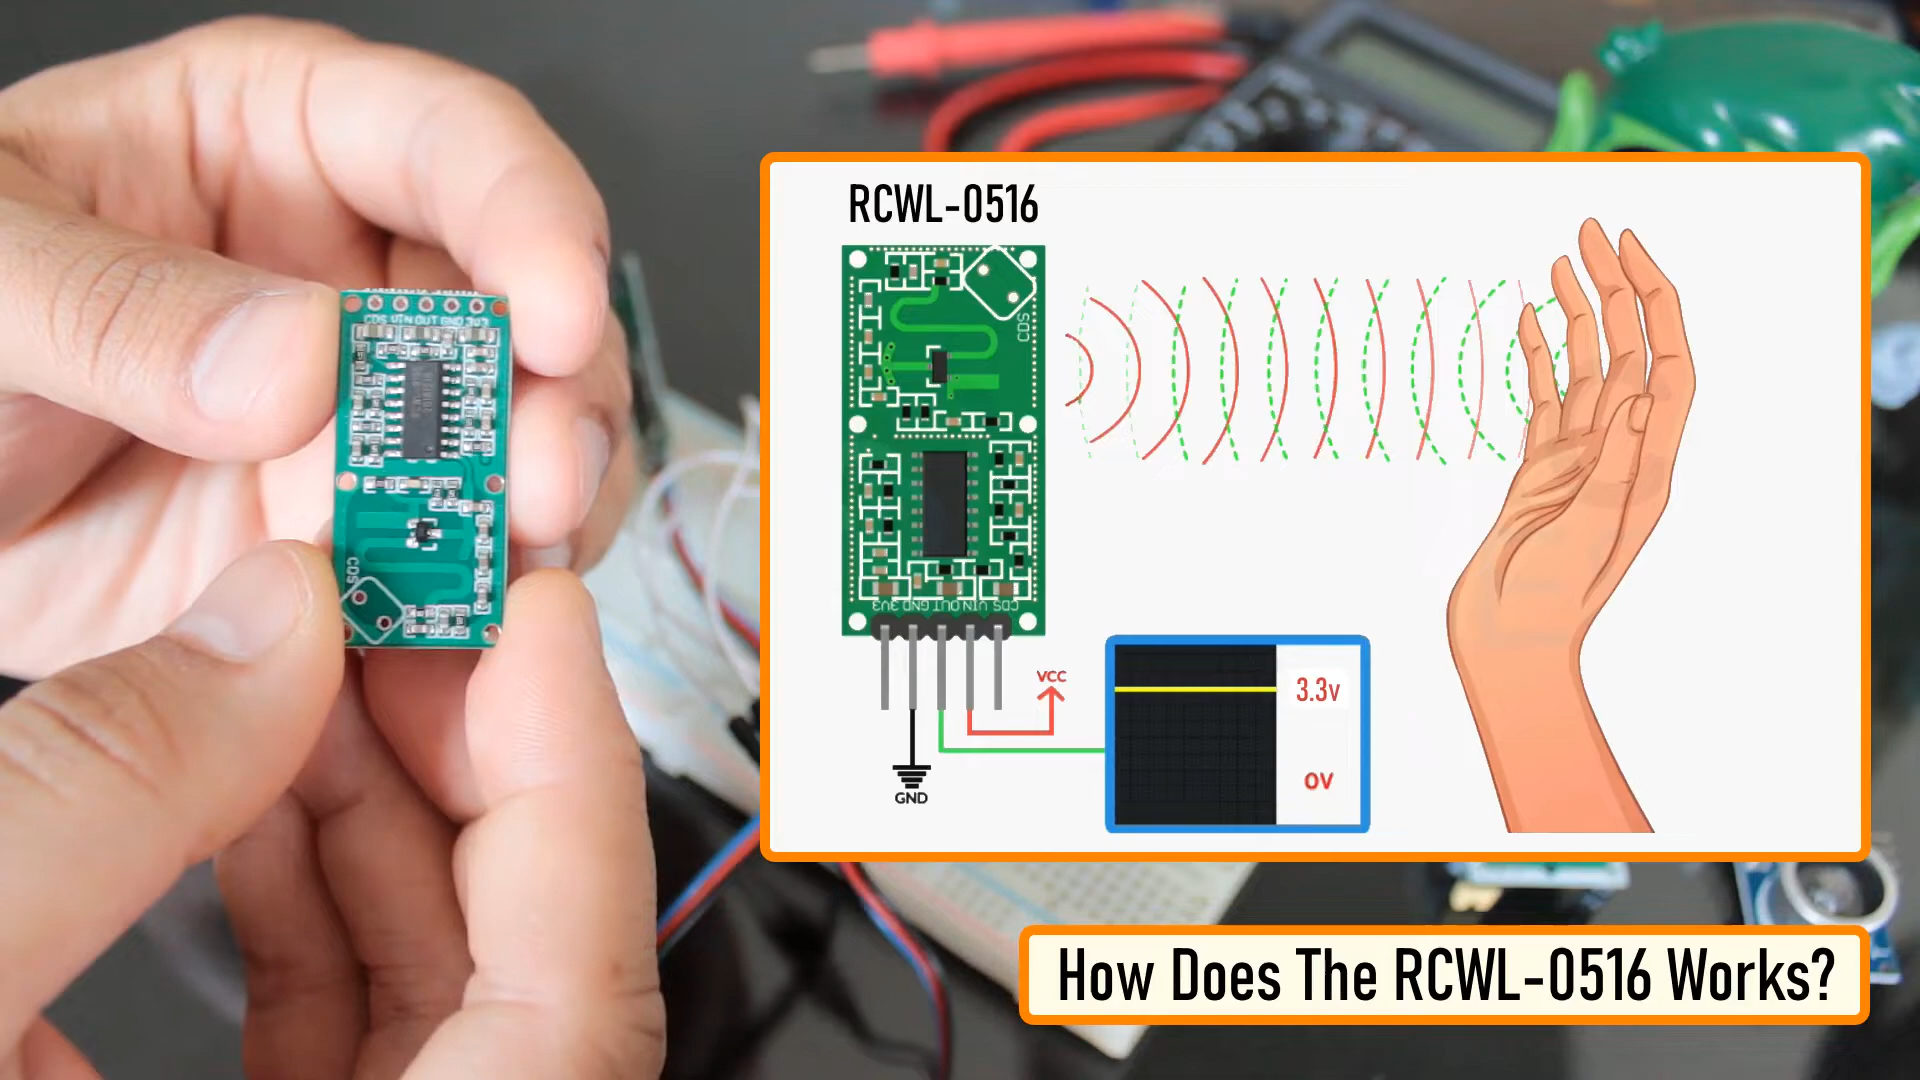 CDS VIN OUT GND 3V3
CDS
RCWL-0516
CDS
3V3 GND OUT VIN CDS
VCC
GND
3.3v
0V
How Does The RCWL-0516 Works?